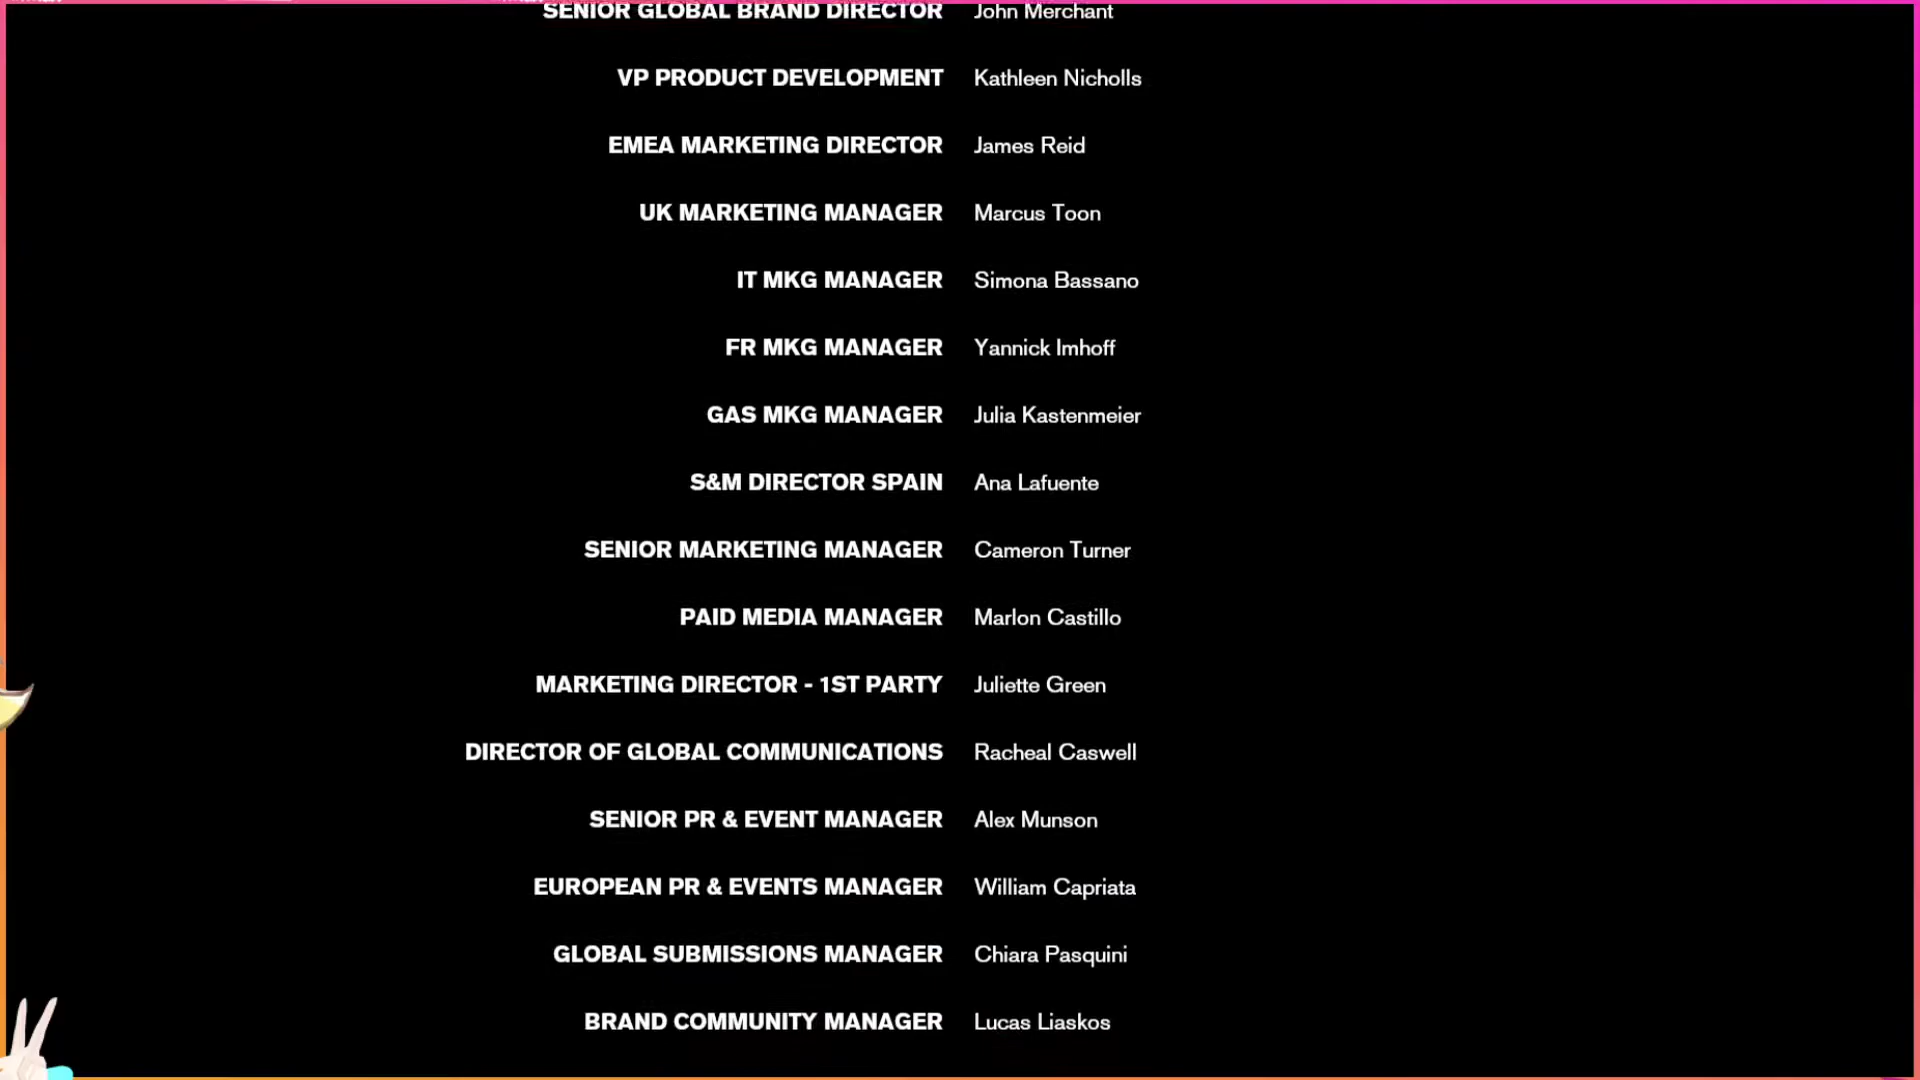 SENIOR GLOBAL BRAND DIRECTOR John Merchant
VP PRODUCT DEVELOPMENT Kathleen Nicholls
EMEA MARKETING DIRECTOR James Reid
UK MARKETING MANAGER Marcus Toon
IT MKG MANAGER Simona Bassano
FR MKG MANAGER Yannick Imhoff
GAS MKG MANAGER Julia Kastenmeier
S&M DIRECTOR SPAIN Ana Lafuente
SENIOR MARKETING MANAGER Cameron Turner
PAID MEDIA MANAGER Marlon Castillo
MARKETING DIRECTOR - 1ST PARTY Juliette Green
DIRECTOR OF GLOBAL COMMUNICATIONS Racheal Caswell
SENIOR PR & EVENT MANAGER Alex Munson
EUROPEAN PR & EVENTS MANAGER William Capriata
GLOBAL SUBMISSIONS MANAGER Chiara Pasquini
BRAND COMMUNITY MANAGER Lucas Liaskos